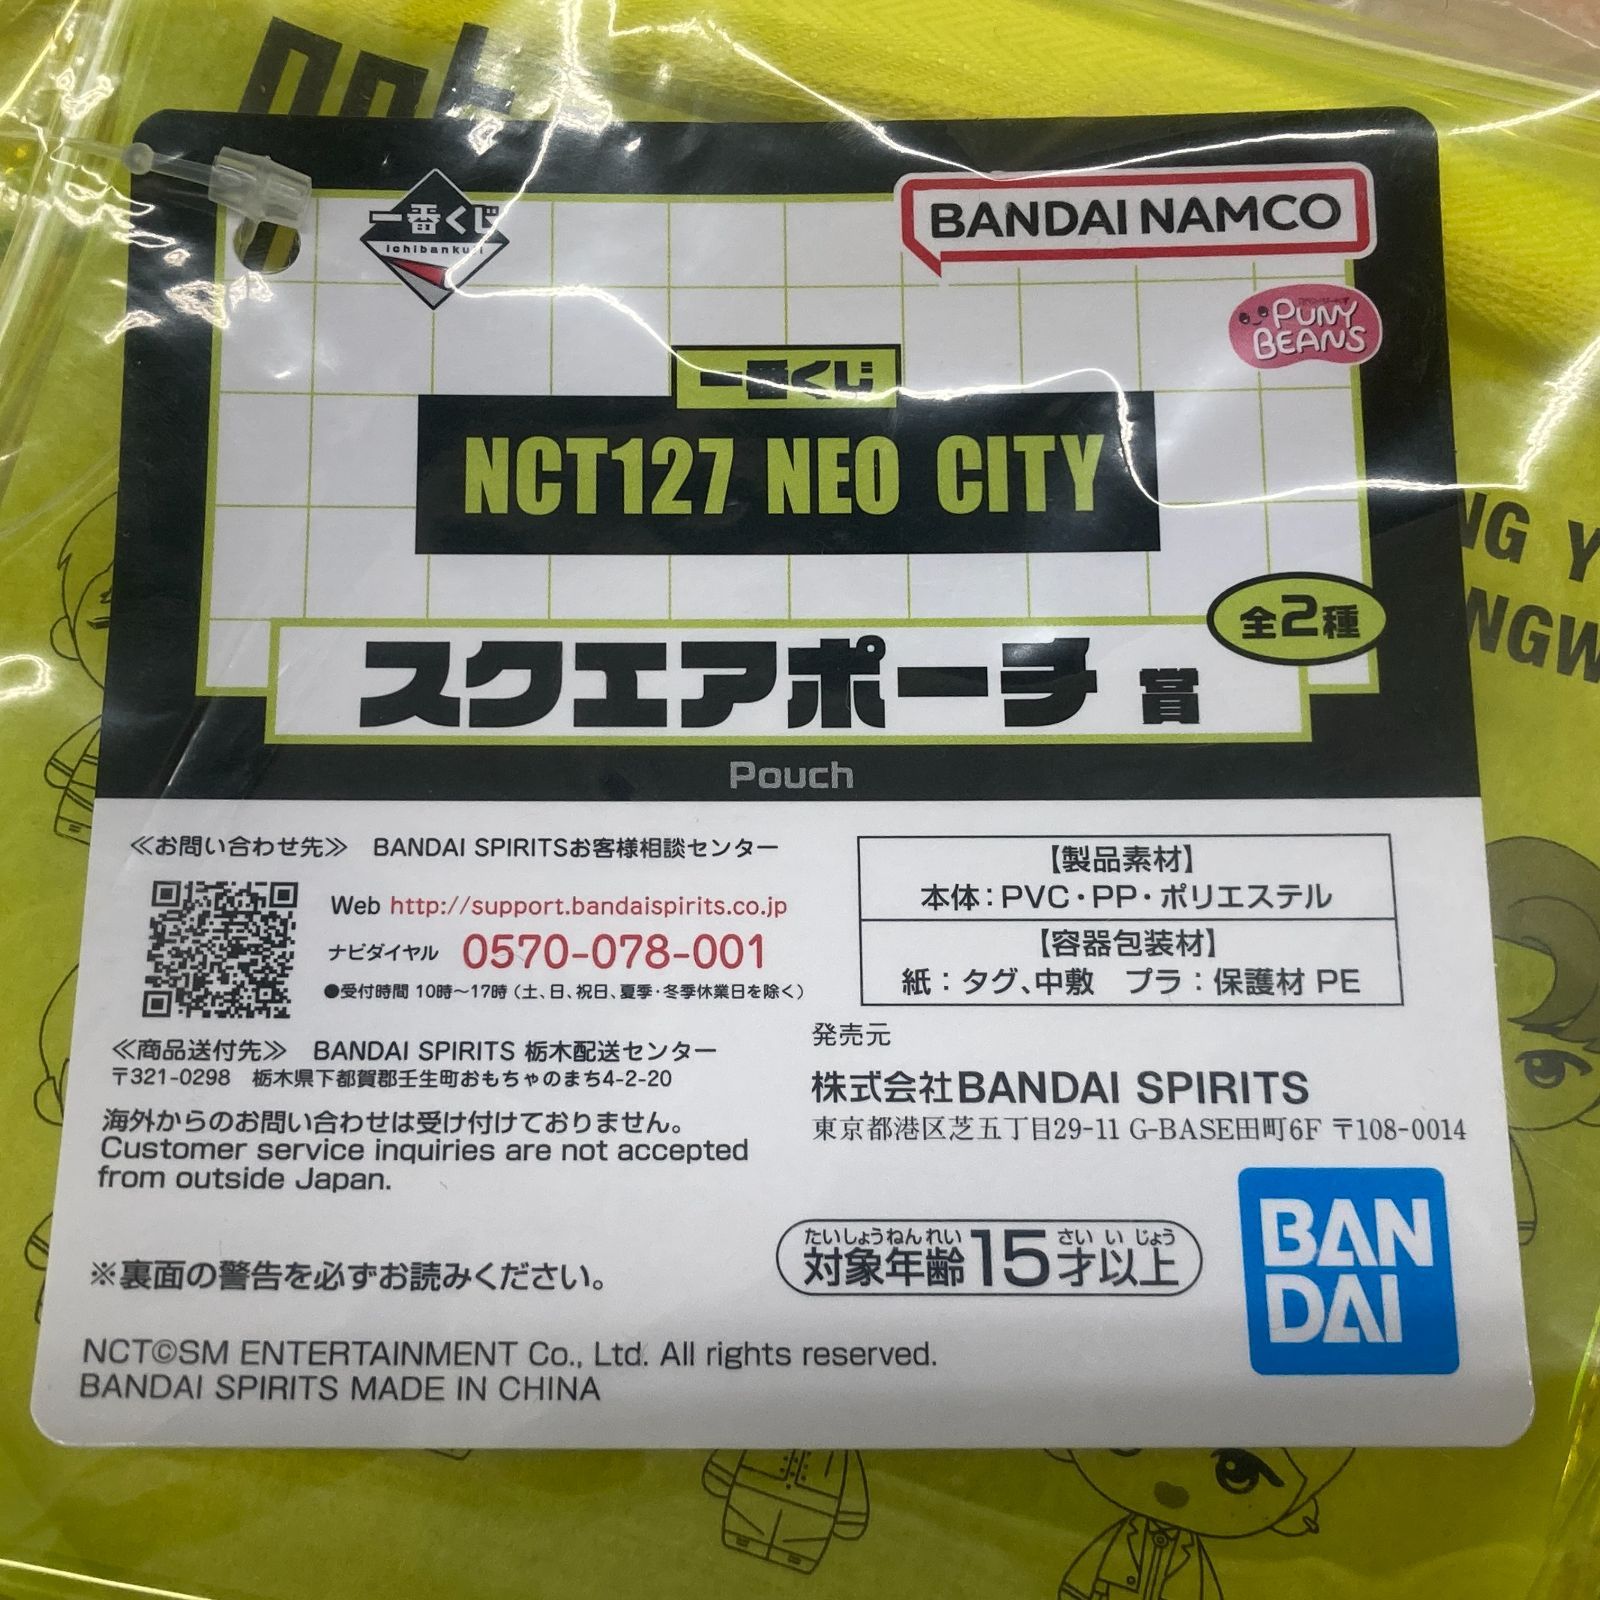 一番くじ
ichibankuji
BANDAI NAMCO
PUNY
BEANS
一番くじ
NCT127 NEO CITY
全2種
スクエアポーチ 賞
Pouch
NG Y
NGW
≪お問い合わせ先≫ BANDAI SPIRITSお客様相談センター
Web http://support.bandaispirits.co.jp
ナビダイヤル 0570-078-001
●受付時間 10時～17時（土、日、祝日、夏季・冬季休業日を除く）
≪商品送付先≫ BANDAI SPIRITS 栃木配送センター
〒321-0298 栃木県下都賀郡壬生町おもちゃのまち4-2-20
海外からのお問い合わせは受け付けておりません。
Customer service inquiries are not accepted
from outside Japan.
※裏面の警告を必ずお読みください。
【製品素材】
本体：PVC・PP・ポリエステル
【容器包装材】
紙：タグ、中敷 プラ：保護材 PE
発売元
株式会社BANDAI SPIRITS
東京都港区芝五丁目29-11 G-BASE田町6F 〒108-0014
たいしょうねんれい さい い じょう
対象年齢15才以上
BAN
DAI
NCT©SM ENTERTAINMENT Co., Ltd. All rights reserved.
BANDAI SPIRITS MADE IN CHINA